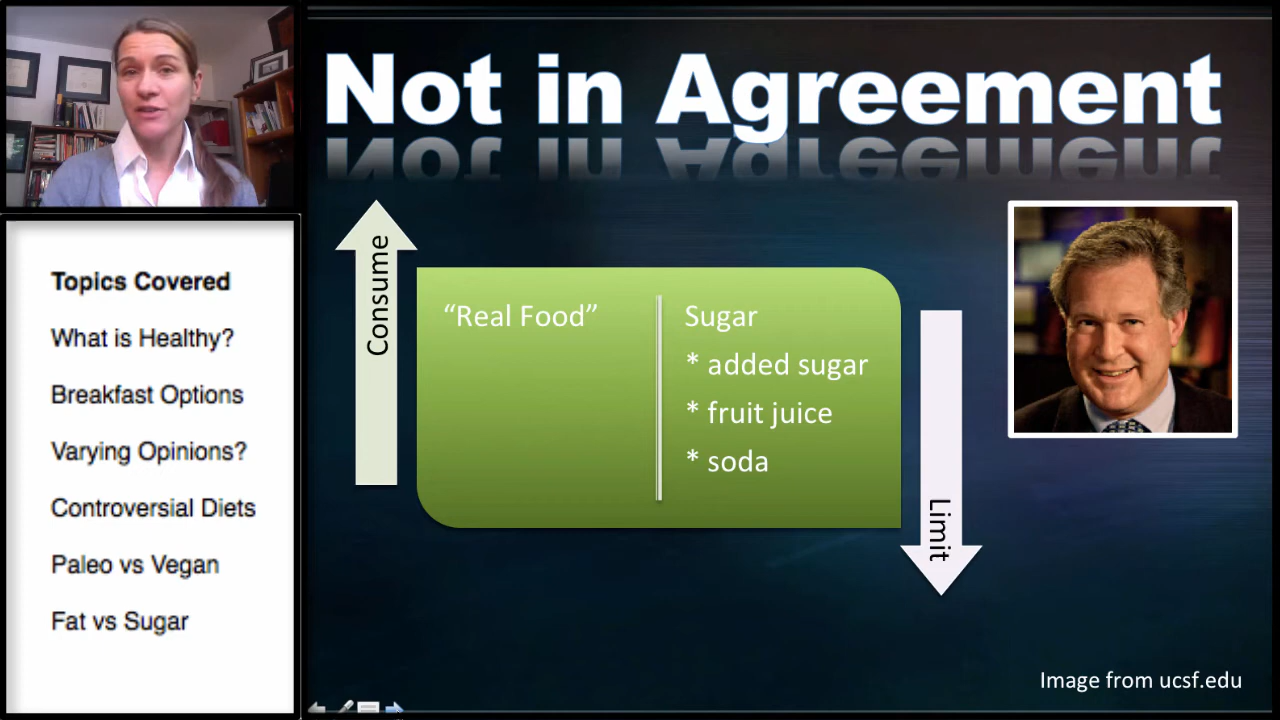 Not in Agreement
Topics Covered
What is Healthy?
Breakfast Options
Varying Opinions?
Controversial Diets
Paleo vs Vegan
Fat vs Sugar
Consume
“Real Food”
Sugar
* added sugar
* fruit juice
* soda
Limit
Image from ucsf.edu